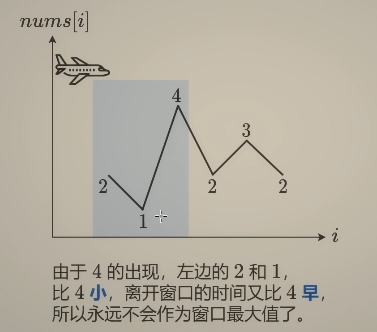 nums[i]
4
3
2
2
2
1
i
由于 4 的出现，左边的 2 和 1，
比 4 小，离开窗口的时间又比 4 早，
所以永远不会作为窗口最大值了。